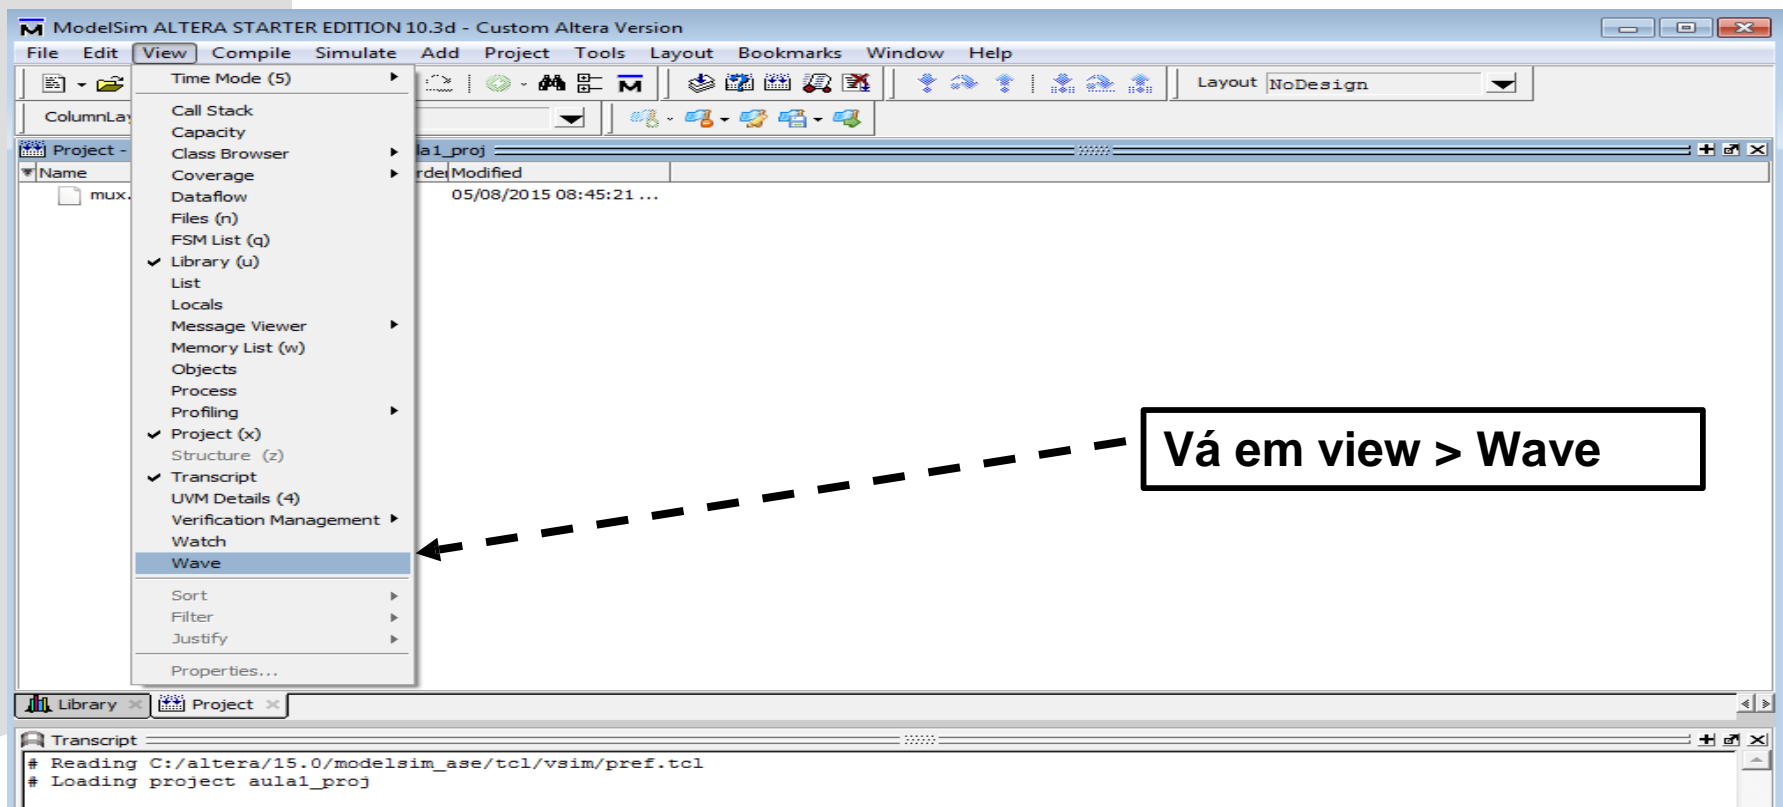 ModelSim ALTERA STARTER EDITION 10.3d - Custom Altera Version
File Edit View Compile Simulate Add Project Tools Layout Bookmarks Window Help
Time Mode (5)
Layout NoDesign
Call Stack
ColumnLay
Capacity
Project -
Class Browser
la1_proj
Name
Coverage
rder Modified
mux.
Dataflow
05/08/2015 08:45:21 ...
Files (n)
FSM List (q)
Library (u)
List
Locals
Message Viewer
Memory List (w)
Objects
Process
Profiling
Project (x)
Vá em view > Wave
Structure (z)
Transcript
UVM Details (4)
Verification Management
Watch
Wave
Sort
Filter
Justify
Properties...
Library Project
Transcript
# Reading C:/altera/15.0/modelsim_ase/tcl/vsim/pref.tcl
# Loading project aula1_proj